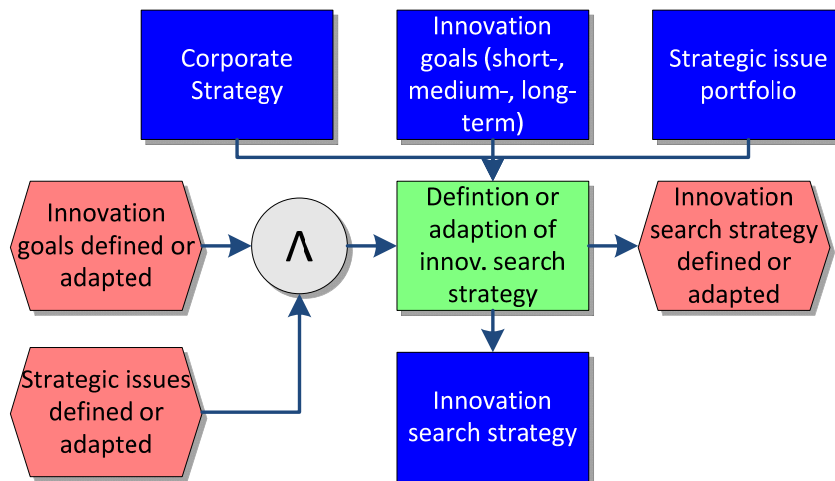 Corporate
Strategy
Innovation
goals (short-,
medium-, long-
term)
Strategic issue
portfolio
Innovation
goals defined or
adapted
Λ
Defintion or
adaption of
innov. search
strategy
Innovation
search strategy
defined or
adapted
Strategic issues
defined or
adapted
Innovation
search strategy